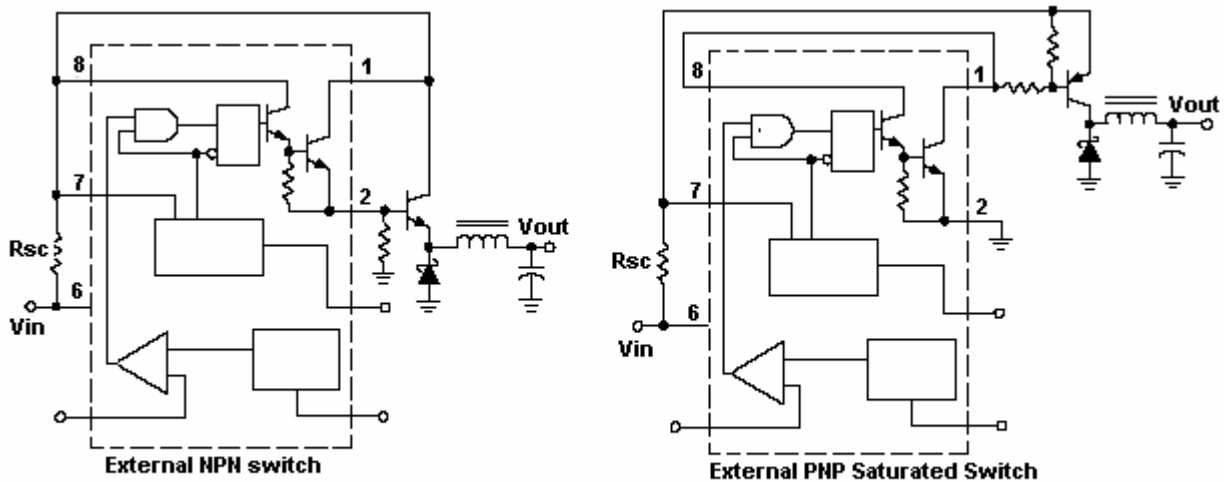 8
1
7
2
Rsc
6
Vin
Vout
External NPN switch
8
1
7
2
Rsc
6
Vin
Vout
External PNP Saturated Switch